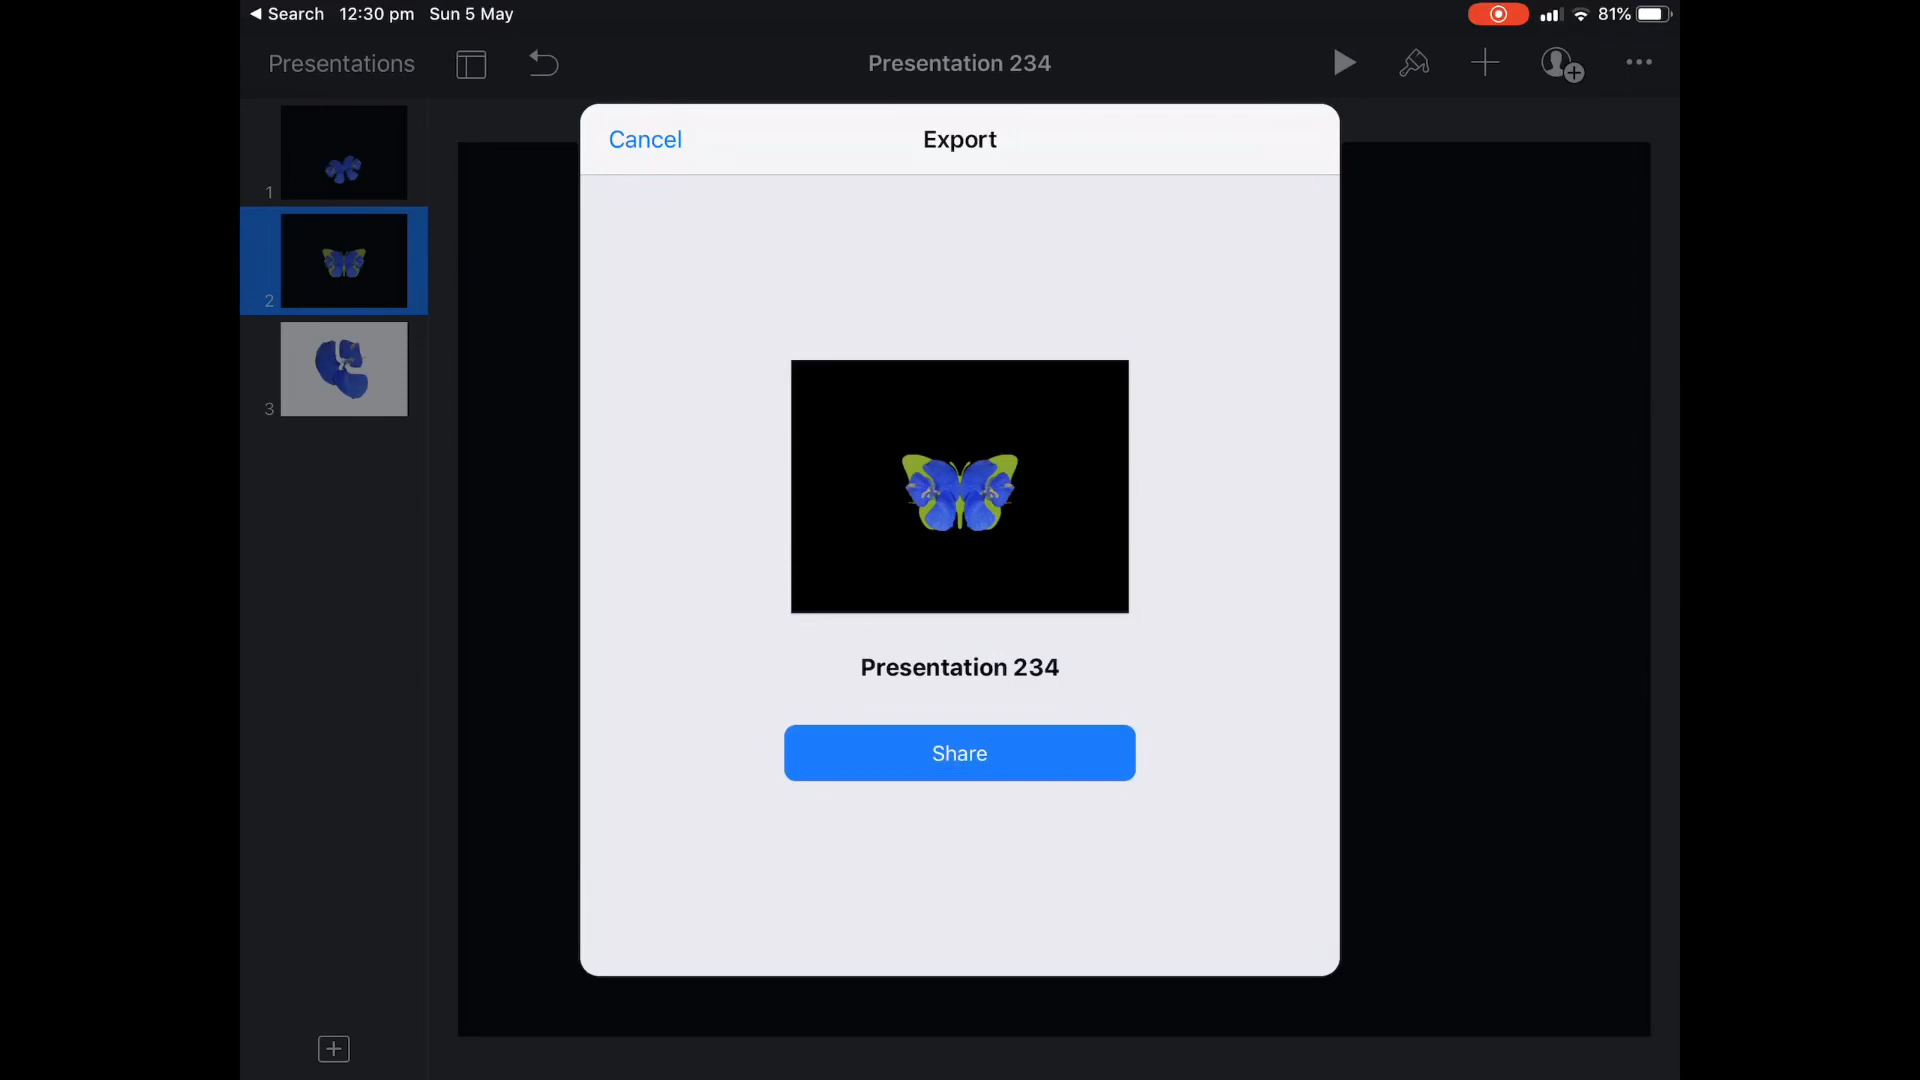 Search 12:30 pm Sun 5 May
81%
Presentations
Presentation 234
Cancel
Export
1
2
3
Presentation 234
Share